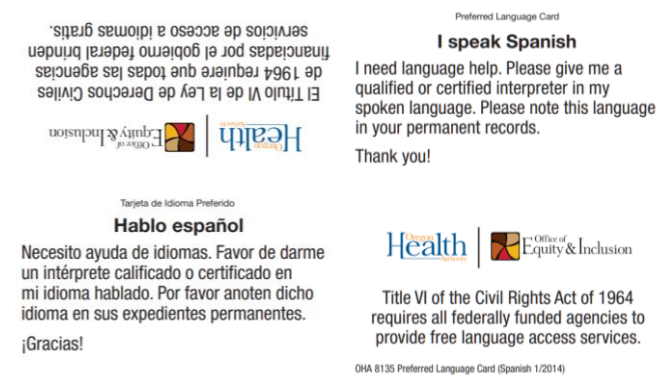 El Título VI de la Ley de Derechos Civiles
de 1964 requiere que todas las agencias
financiadas por el gobierno federal brinden
servicios de acceso a idiomas gratis.
Oregon
Health
Authority
Office of
Equity & Inclusion
Tarjeta de Idioma Preferido
Hablo español
Necesito ayuda de idiomas. Favor de darme
un intérprete calificado o certificado en
mi idioma hablado. Por favor anoten dicho
idioma en sus expedientes permanentes.
¡Gracias!
Preferred Language Card
I speak Spanish
I need language help. Please give me a
qualified or certified interpreter in my
spoken language. Please note this language
in your permanent records.
Thank you!
Oregon
Health
Authority
Office of
Equity & Inclusion
Title VI of the Civil Rights Act of 1964
requires all federally funded agencies to
provide free language access services.
OHA 8135 Preferred Language Card (Spanish 1/2014)